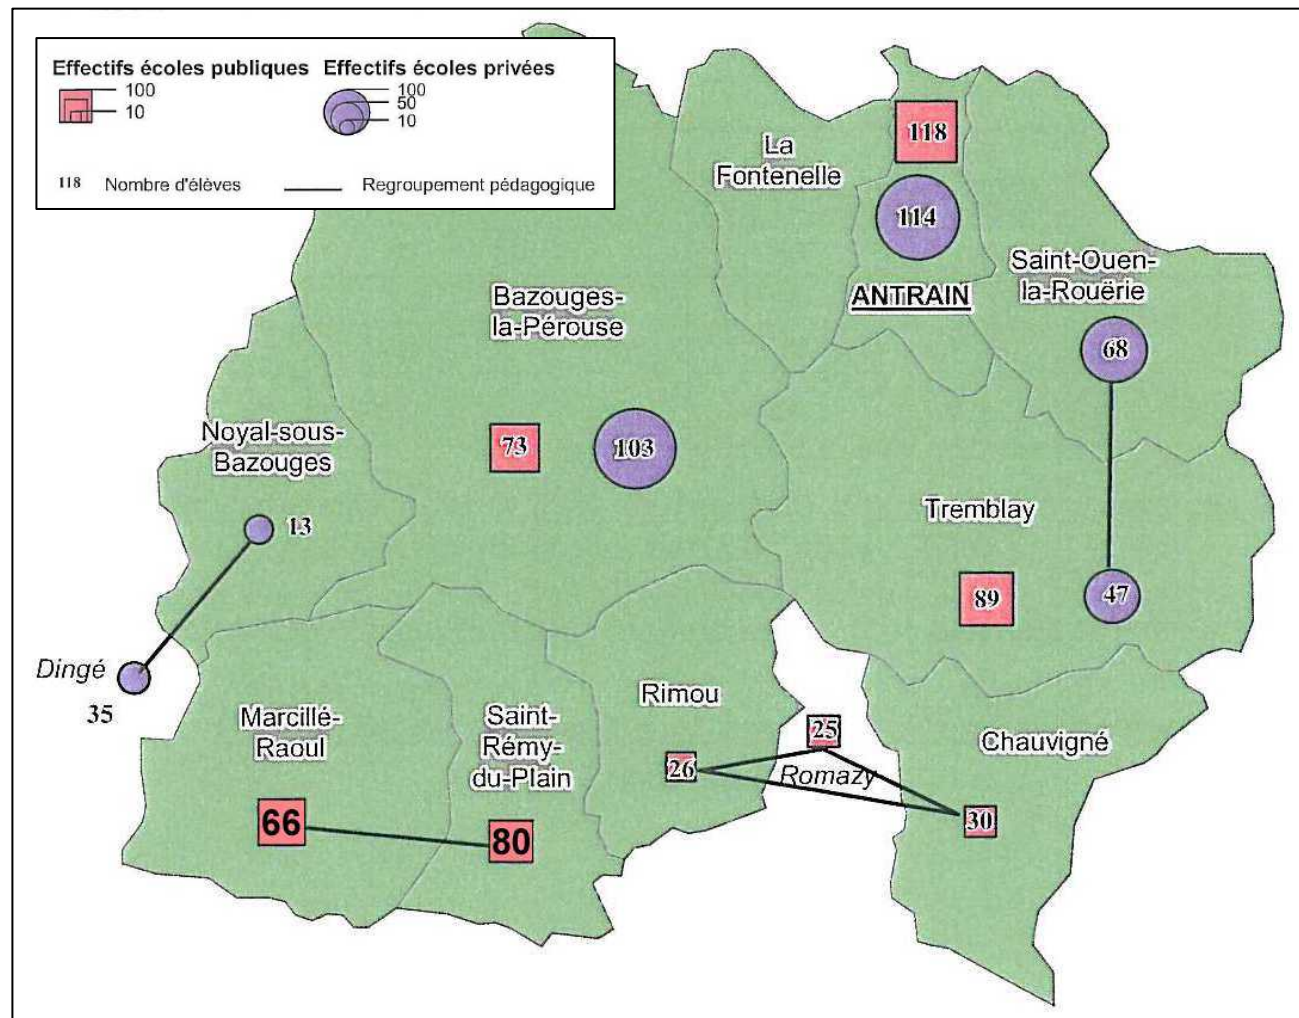 Effectifs écoles publiques
100
10
Effectifs écoles privées
100
50
10
118 Nombre d'élèves
Regroupement pédagogique
118
La
Fontenelle
114
ANTRAIN
Saint-Ouen-
la-Rouërie
68
Bazouges-
la-Pérouse
73
103
Noyal-sous-
Bazouges
13
Tremblay
89
47
Dingé
35
Marcillé-
Raoul
66
Saint-
Rémy-
du-Plain
80
Rimou
26
25
Romazy
Chauvigné
30